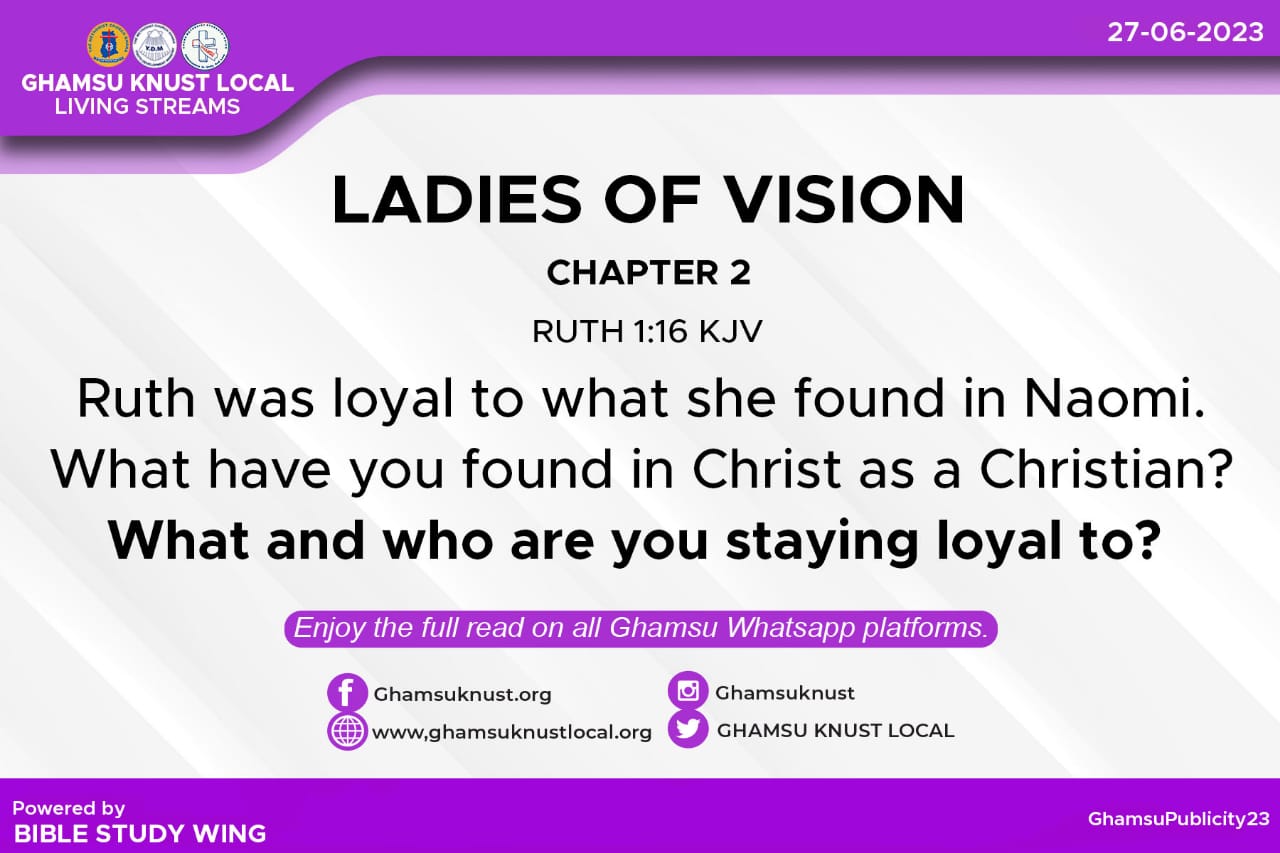 27-06-2023
GHAMSU KNUST LOCAL
LIVING STREAMS
Y.D.M
LADIES OF VISION
CHAPTER 2
RUTH 1:16 KJV
Ruth was loyal to what she found in Naomi.
What have you found in Christ as a Christian?
What and who are you staying loyal to?
Enjoy the full read on all Ghamsu Whatsapp platforms.
Ghamsuknust.org
Ghamsuknust
www,ghamsuknustlocal.org
GHAMSU KNUST LOCAL
Powered by
BIBLE STUDY WING
GhamsuPublicity23